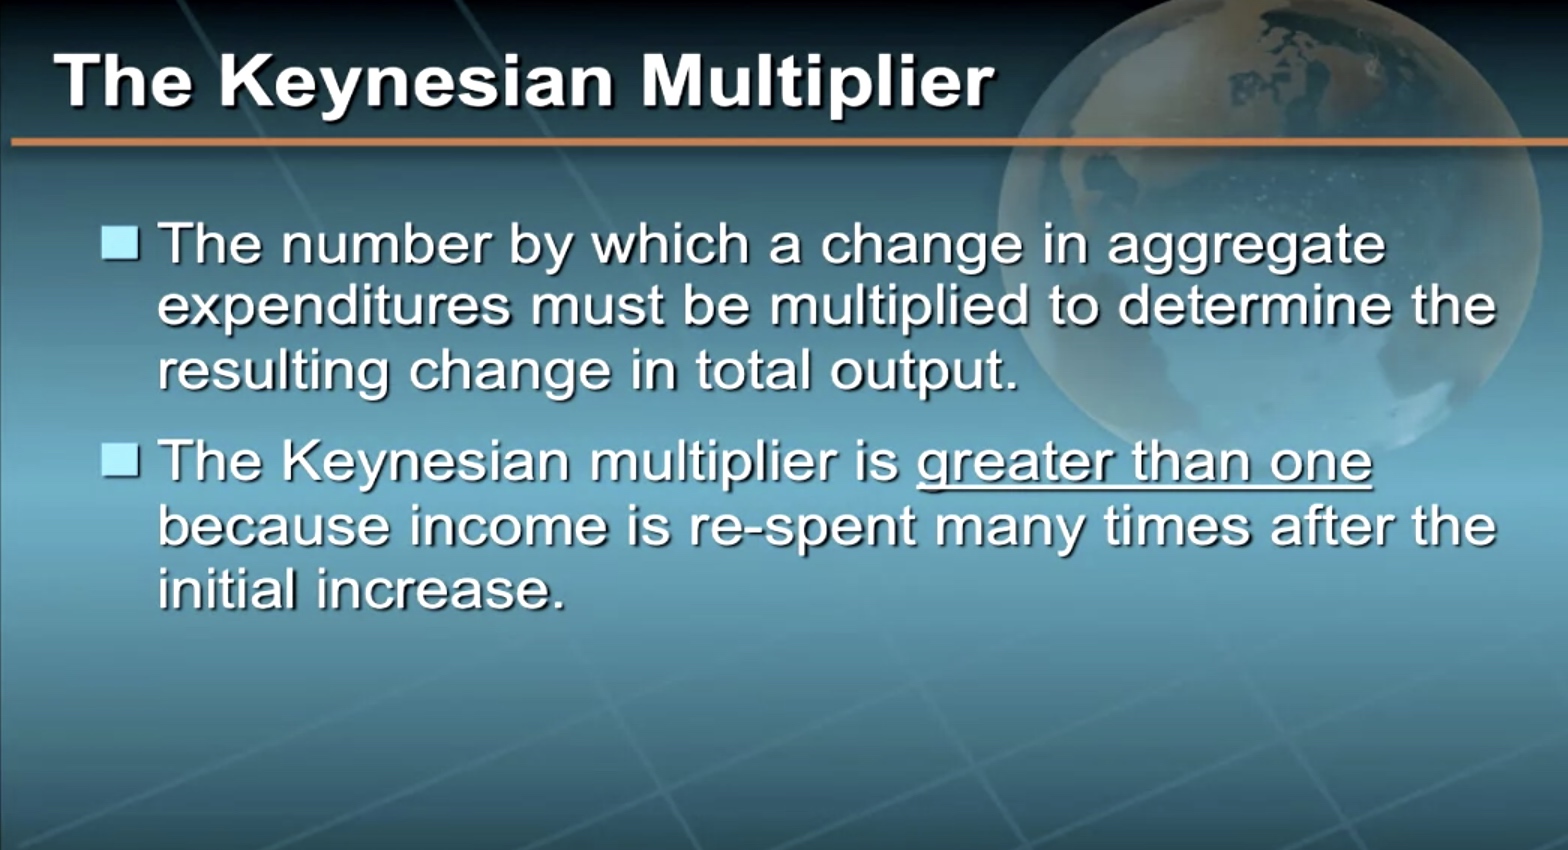 The Keynesian Multiplier
The number by which a change in aggregate
expenditures must be multiplied to determine the
resulting change in total output.
The Keynesian multiplier is greater than one
because income is re-spent many times after the
initial increase.